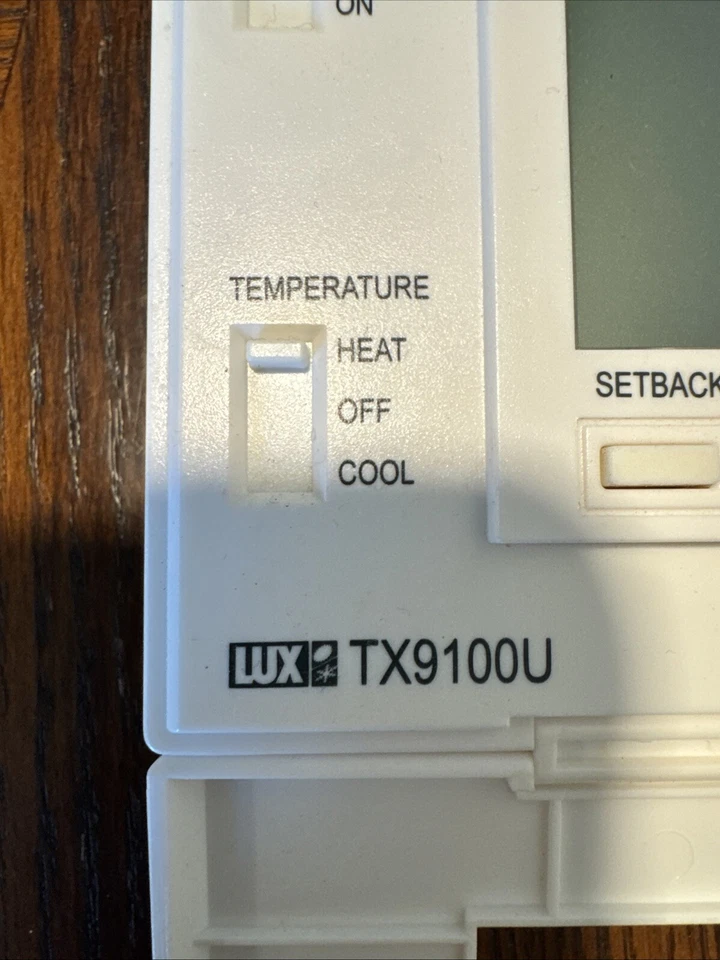 ON
TEMPERATURE
HEAT
OFF
COOL
SETBACK
LUX TX9100U